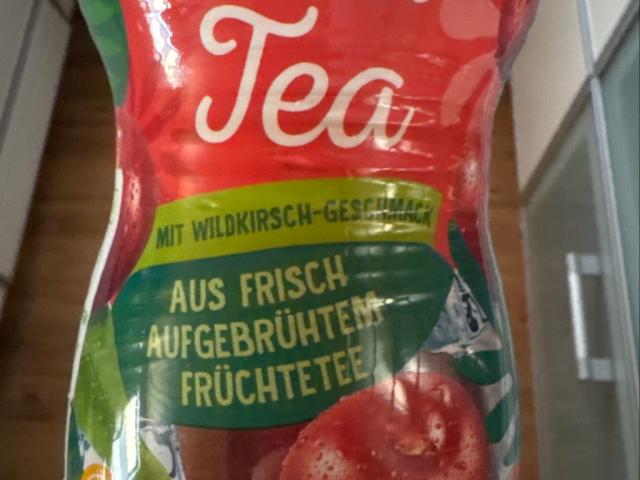 Tea
MIT WILDKIRSCH-GESCHMACK
AUS FRISCH
AUFGEBRÜHTEM
FRÜCHTETEE